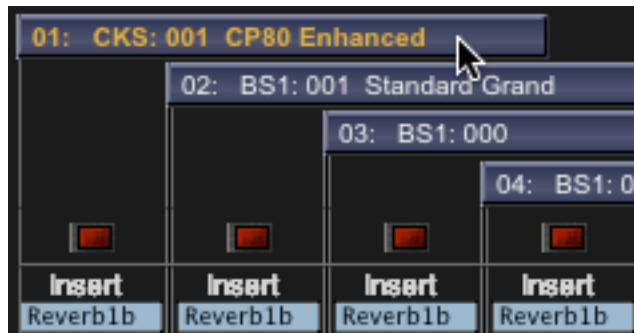 01: CKS: 001 CP80 Enhanced
02: BS1: 001 Standard Grand
03: BS1: 000
04: BS1: 0
Insert Insert Insert Insert
Reverb1b Reverb1b Reverb1b Reverb1b